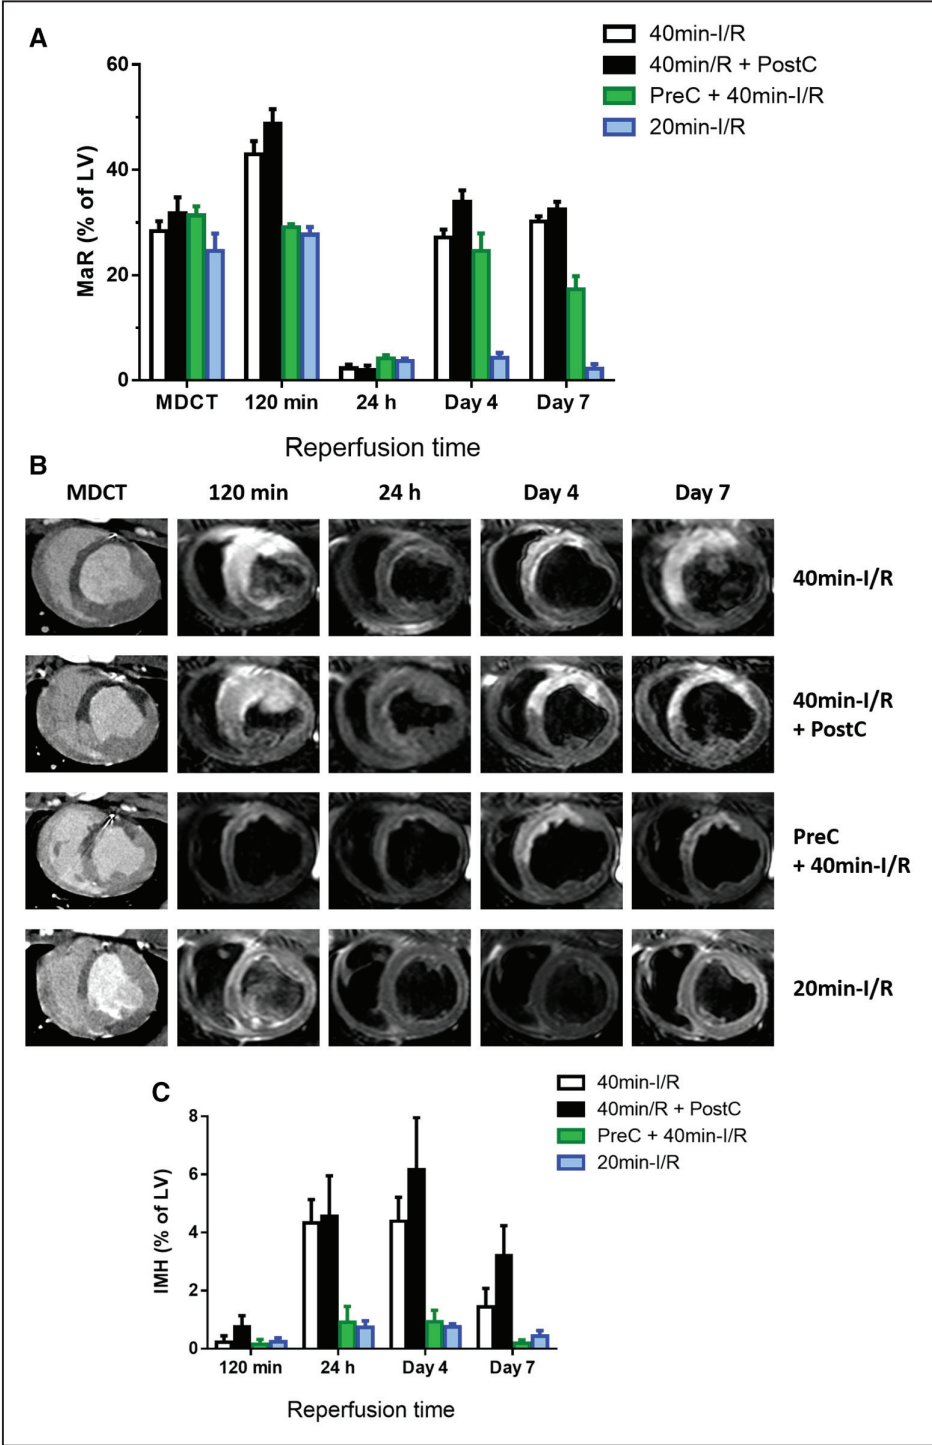 A
40min-I/R
40min/R + PostC
PreC + 40min-I/R
20min-I/R
60
40
20
0
MaR (% of LV)
MDCT 120 min 24 h Day 4 Day 7
Reperfusion time
B
MDCT 120 min 24 h Day 4 Day 7
40min-I/R
40min-I/R
+ PostC
PreC
+ 40min-I/R
20min-I/R
C
40min-I/R
40min/R + PostC
PreC + 40min-I/R
20min-I/R
8
6
4
2
0
IMH (% of LV)
120 min 24 h Day 4 Day 7
Reperfusion time